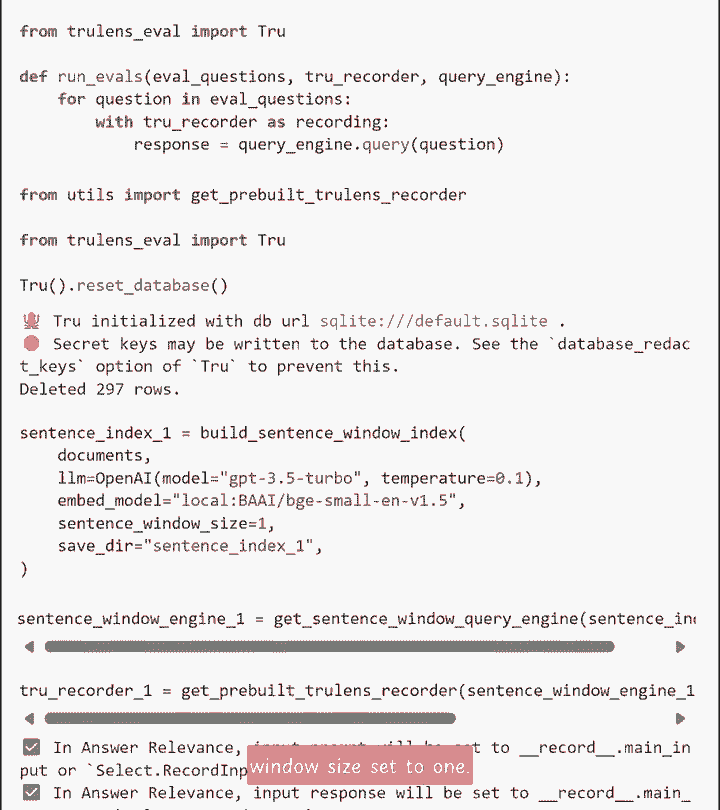 from trulens_eval import Tru
def run_evals(eval_questions, tru_recorder, query_engine):
for question in eval_questions:
with tru_recorder as recording:
response = query_engine.query(question)
from utils import get_prebuilt_trulens_recorder
from trulens_eval import Tru
Tru().reset_database()
Tru initialized with db url sqlite:///default.sqlite .
Secret keys may be written to the database. See the `database_redac
t_keys` option of `Tru` to prevent this.
Deleted 297 rows.
sentence_index_1 = build_sentence_window_index(
documents,
llm=OpenAI(model="gpt-3.5-turbo", temperature=0.1),
embed_model="local:BAAI/bge-small-en-v1.5",
sentence_window_size=1,
save_dir="sentence_index_1",
)
sentence_window_engine_1 = get_sentence_window_query_engine(sentence_in
tru_recorder_1 = get_prebuilt_trulens_recorder(sentence_window_engine_1
In Answer Relevance, to __record__.main_in
put or `Select.RecordInp
window size set to one.
In Answer Relevance, input response will be set to __record__.main_